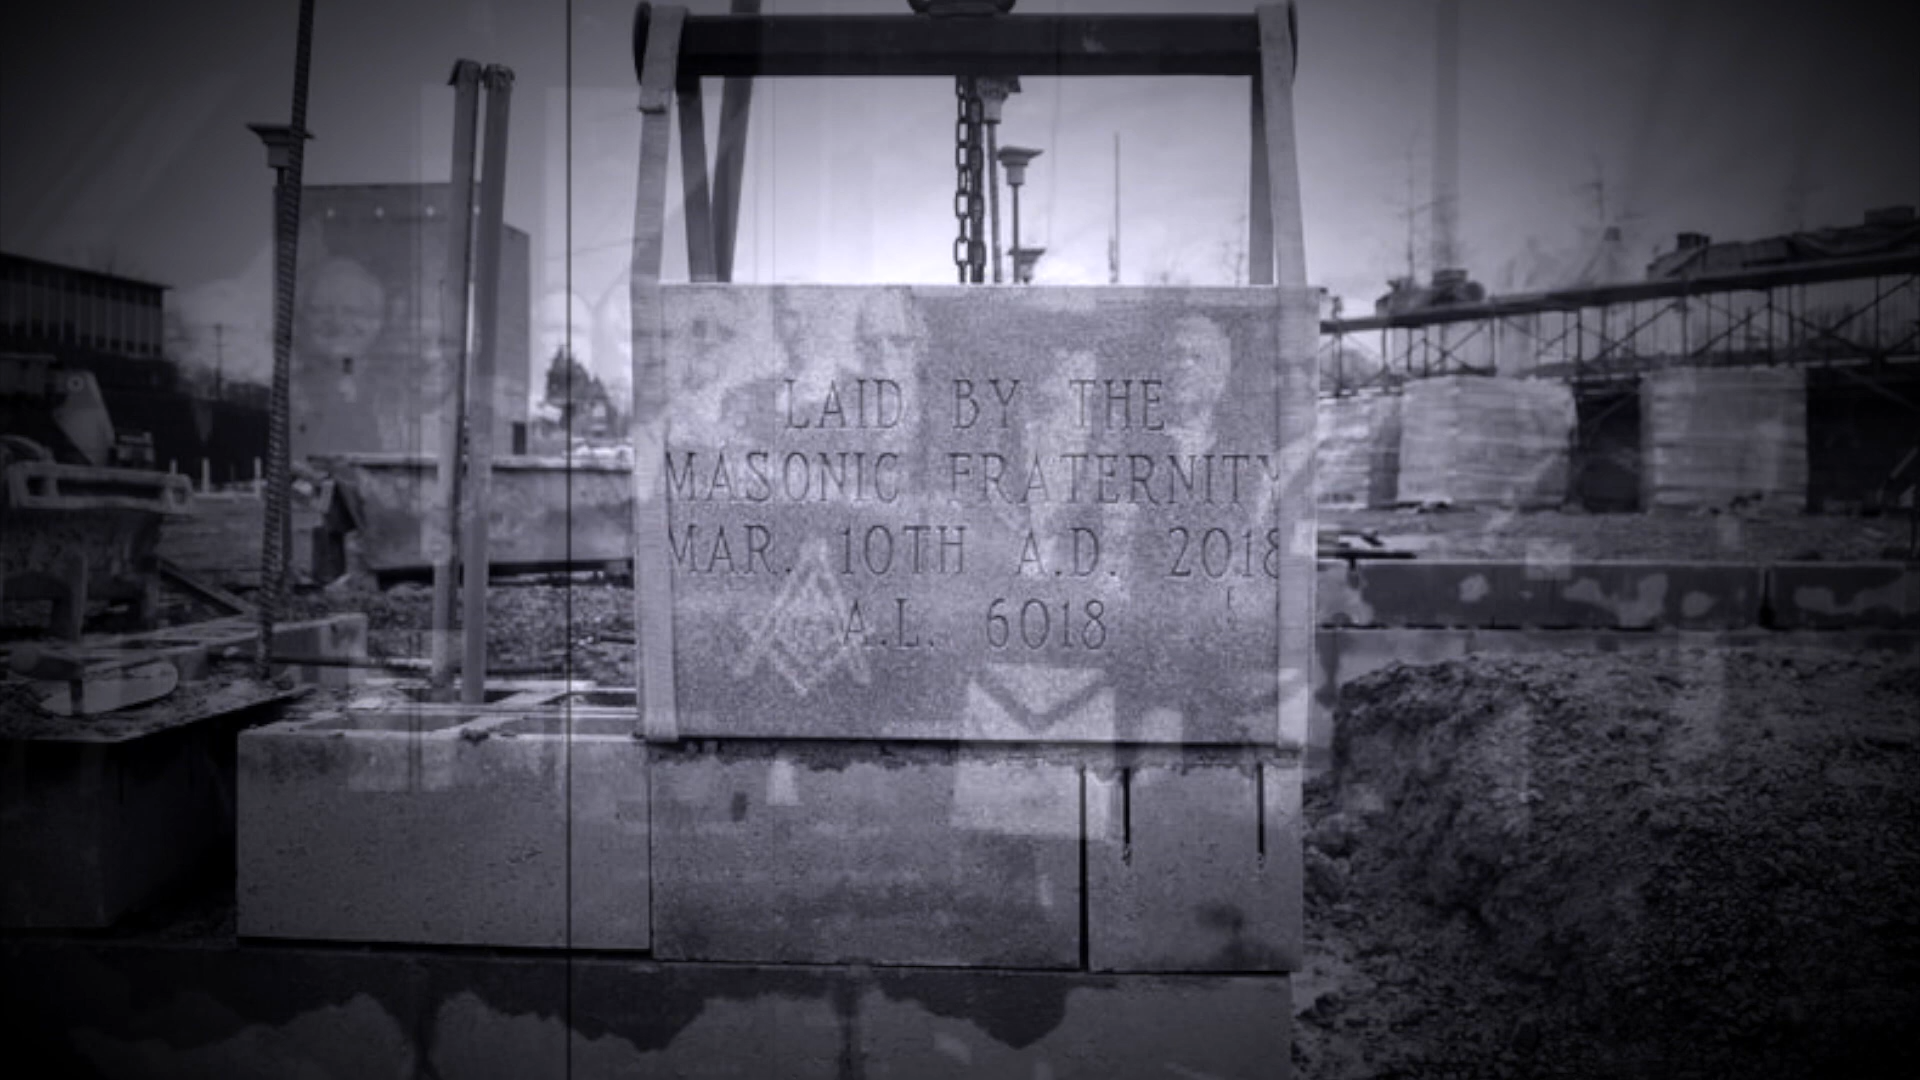 LAID BY THE
MASONIC FRATERNITY
MAR. 10TH A.D. 2018
A.L. 6018